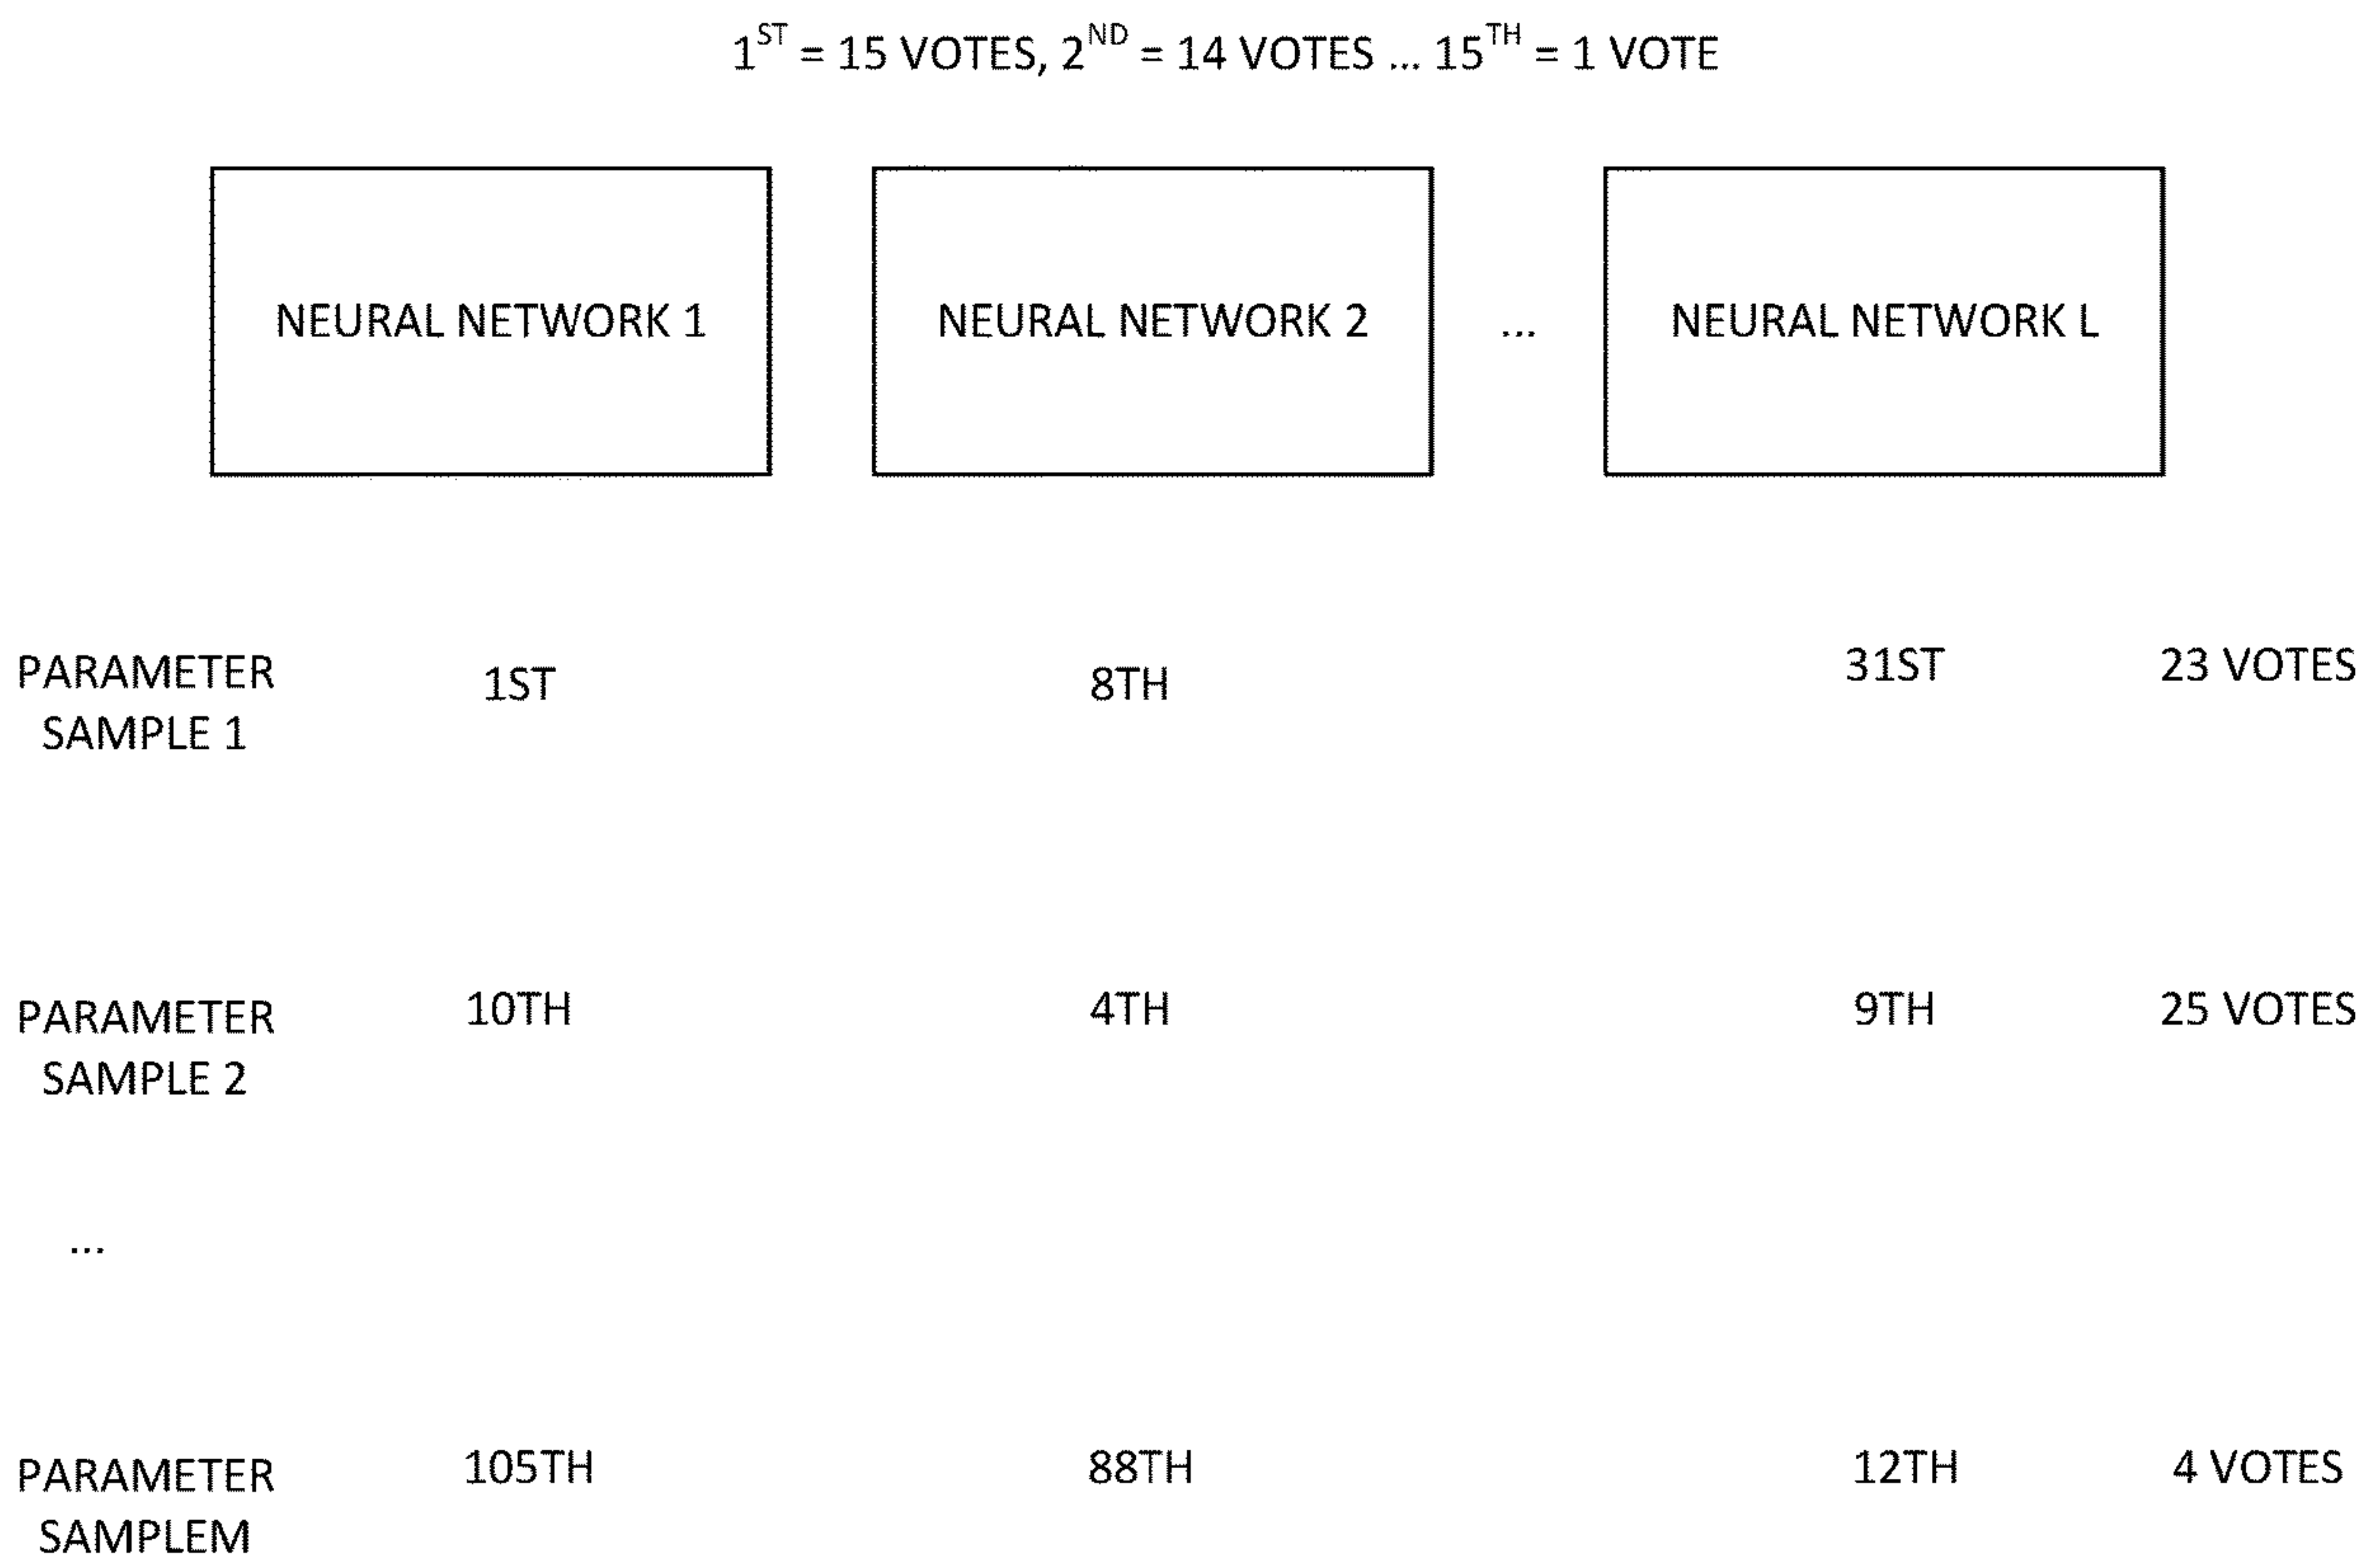 1ST = 15 VOTES, 2ND = 14 VOTES ... 15TH = 1 VOTE
NEURAL NETWORK 1
NEURAL NETWORK 2
...
NEURAL NETWORK L
PARAMETER
SAMPLE 1
1ST
8TH
31ST
23 VOTES
PARAMETER
SAMPLE 2
10TH
4TH
9TH
25 VOTES
...
PARAMETER
SAMPLEM
105TH
88TH
12TH
4 VOTES